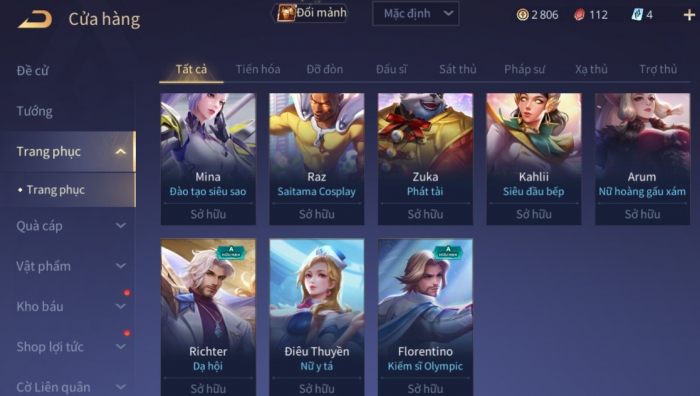 Cửa hàng
Đổi mảnh
Mặc định
2 806
112
4
Đề cử
Tướng
Trang phục
• Trang phục
Quà cáp
Vật phẩm
Kho báu
Shop lợi tức
Cờ Liên quân
Tất cả Tiến hóa Đỡ đòn Đấu sĩ Sát thủ Pháp sư Xạ thủ Trợ thủ
Mina
Đào tạo siêu sao
Sở hữu
Raz
Saitama Cosplay
Sở hữu
Zuka
Phát tài
Sở hữu
Kahlii
Siêu đầu bếp
Sở hữu
Arum
Nữ hoàng gấu xám
Sở hữu
A
HỮU HẠN
Richter
Dạ hội
Sở hữu
Điêu Thuyền
Nữ y tá
Sở hữu
A
HỮU HẠN
Florentino
Kiếm sĩ Olympic
Sở hữu